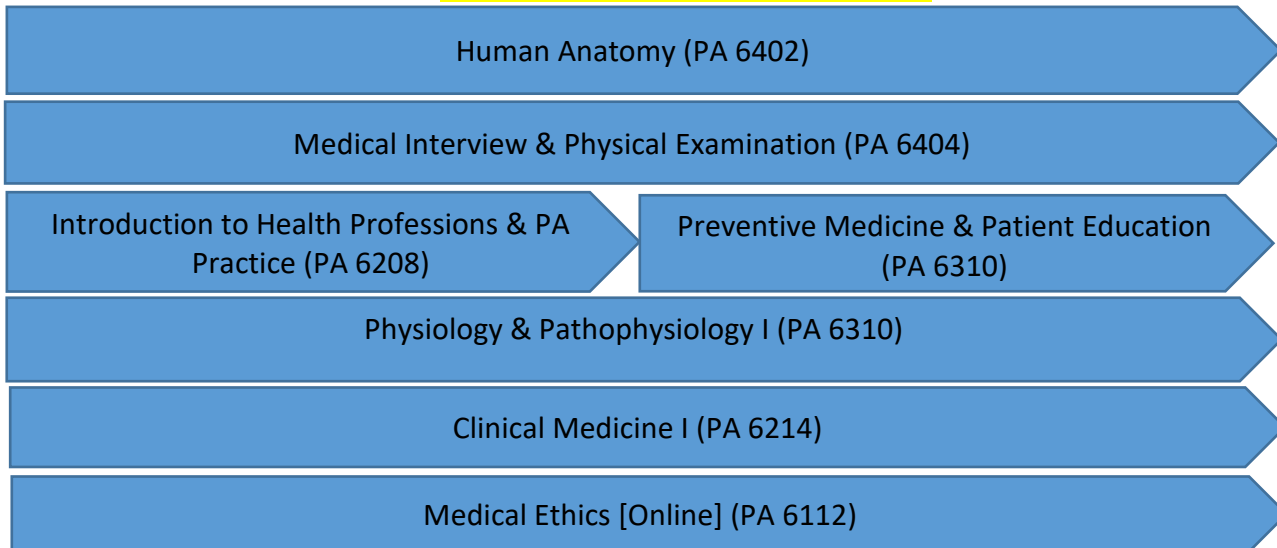 Human Anatomy (PA 6402)
Medical Interview & Physical Examination (PA 6404)
Introduction to Health Professions & PA
Practice (PA 6208)
Preventive Medicine & Patient Education
(PA 6310)
Physiology & Pathophysiology I (PA 6310)
Clinical Medicine I (PA 6214)
Medical Ethics [Online] (PA 6112)